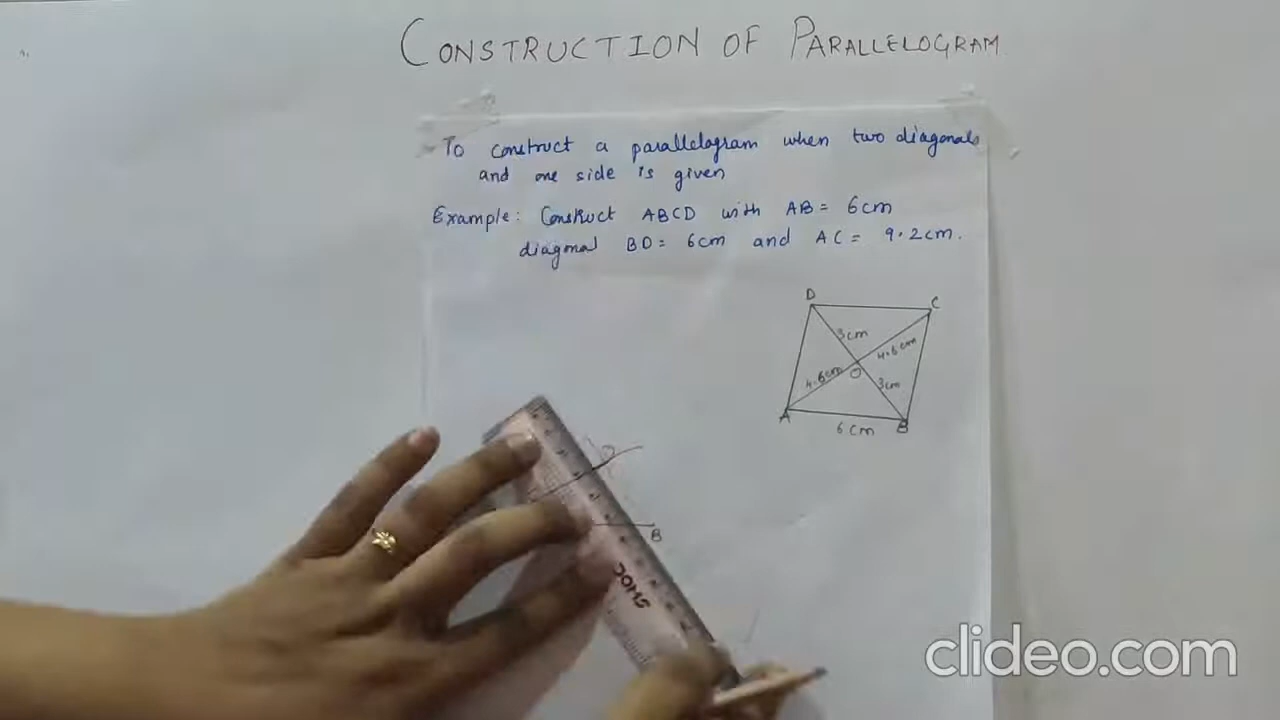 CONSTRUCTION OF PARALLELOGRAM
To construct a parallelogram when two diagonals
and one side is given
Example: Construct ABCD with AB = 6cm
diagonal BD = 6cm and AC = 9.2cm.
D
C
3cm
4.6cm
4.6cm
O
3cm
A
6cm
B
O
B
DOMS
clideo.com